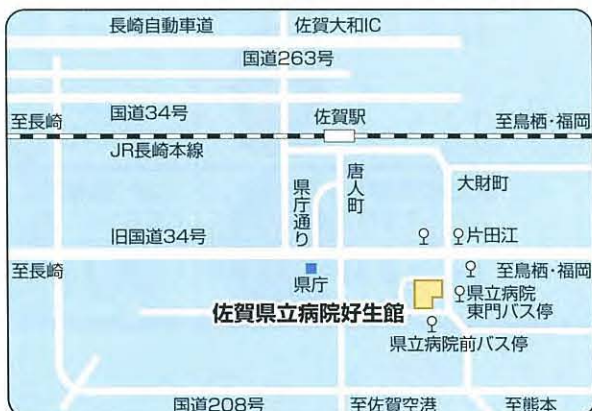 長崎自動車道
佐賀大和IC
国道263号
国道34号
佐賀駅
至長崎
至鳥栖・福岡
JR長崎本線
県庁通り
唐人町
大財町
旧国道34号
片田江
至長崎
県庁
至鳥栖・福岡
県立病院
東門バス停
佐賀県立病院好生館
県立病院前バス停
国道208号
至佐賀空港
至熊本